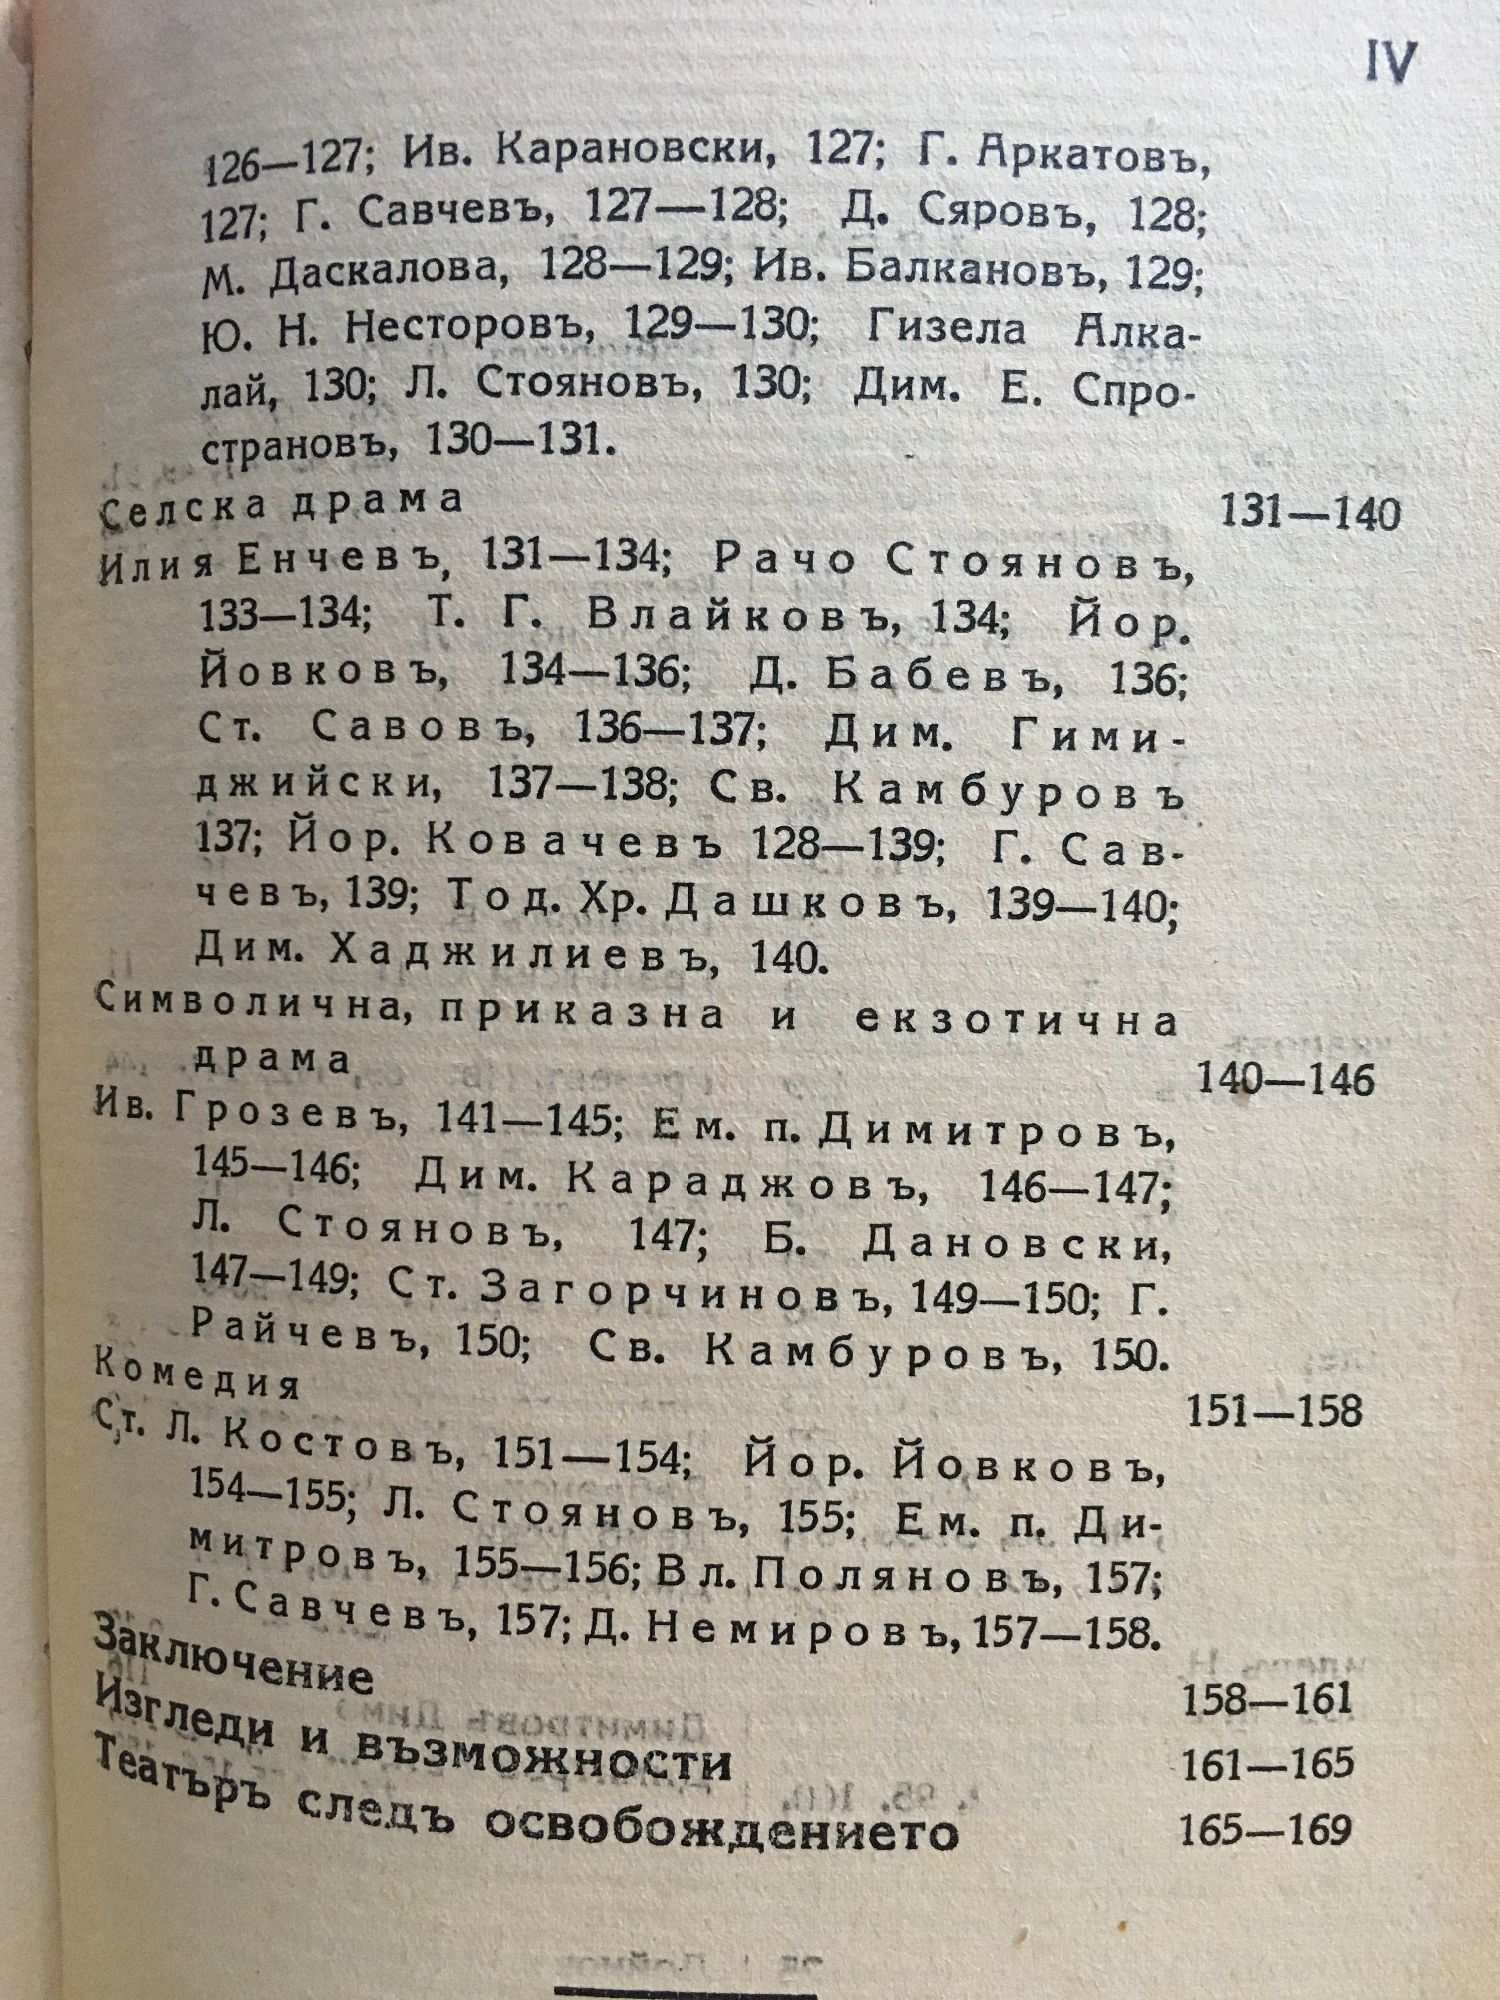 IV
126—127; Ив. Карановски, 127; Г. Аркатовъ,
127; Г. Савчевъ, 127—128; Д. Сяровъ, 128;
М. Даскалова, 128—129; Ив. Балкановъ, 129;
Ю. Н. Несторовъ, 129—130; Гизела Алка-
лай, 130; Л. Стояновъ, 130; Дим. Е. Спро-
странoвъ, 130—131.
Селска драма 131—140
Илия Енчевъ, 131—134; Рачо Стояновъ,
133—134; Т. Г. Влайковъ, 134; Йор.
Йовковъ, 134—136; Д. Бабевъ, 136;
Ст. Савовъ, 136—137; Дим. Гими-
джийски, 137—138; Св. Камбуровъ
137; Йор. Ковачевъ 128—139; Г. Сав-
чевъ, 139; Тод. Хр. Дашковъ, 139—140;
Дим. Хаджилиевъ, 140.
Символична, приказна и екзотична
драма 140—146
Ив. Грозевъ, 141—145; Ем. п. Димитровъ,
145—146; Дим. Караджовъ, 146—147;
Л. Стояновъ, 147; Б. Дановски,
147—149; Ст. Загорчиновъ, 149—150; Г.
Райчевъ, 150; Св. Камбуровъ, 150.
Комедия 151—158
Ст. Л. Костовъ, 151—154; Йор. Йовковъ,
154—155; Л. Стояновъ, 155; Ем. п. Ди-
митровъ, 155—156; Вл. Поляновъ, 157;
Г. Савчевъ, 157; Д. Немировъ, 157—158.
Заключение 158—161
Изгледи и възможности 161—165
Театъръ следъ освобождението 165—169